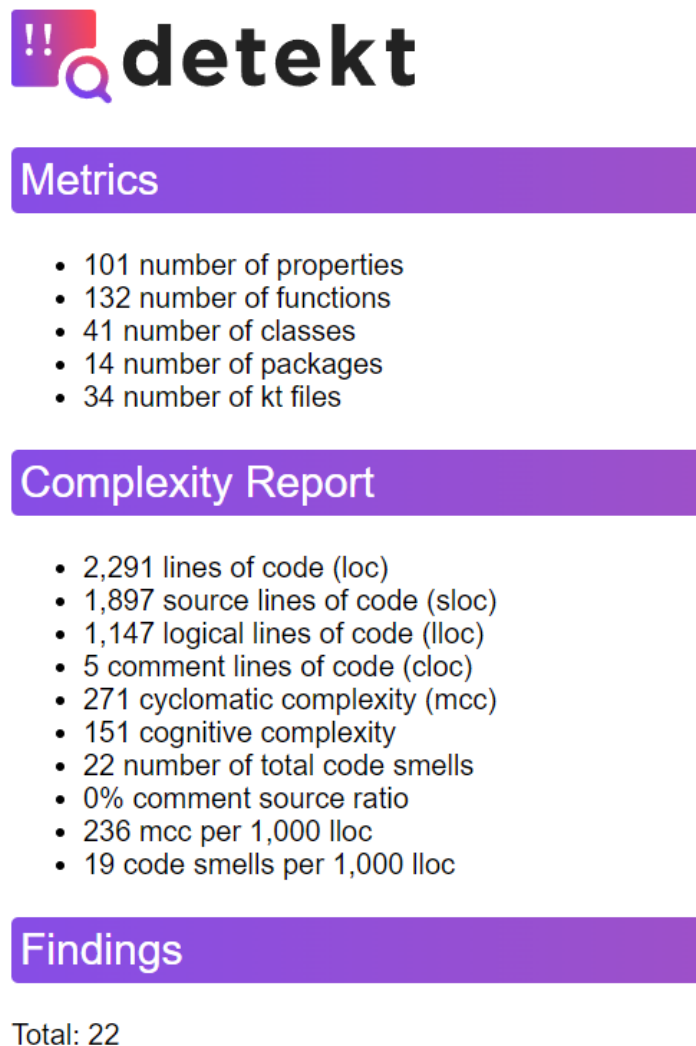 !! detekt
Metrics
• 101 number of properties
• 132 number of functions
• 41 number of classes
• 14 number of packages
• 34 number of kt files
Complexity Report
• 2,291 lines of code (loc)
• 1,897 source lines of code (sloc)
• 1,147 logical lines of code (lloc)
• 5 comment lines of code (cloc)
• 271 cyclomatic complexity (mcc)
• 151 cognitive complexity
• 22 number of total code smells
• 0% comment source ratio
• 236 mcc per 1,000 lloc
• 19 code smells per 1,000 lloc
Findings
Total: 22